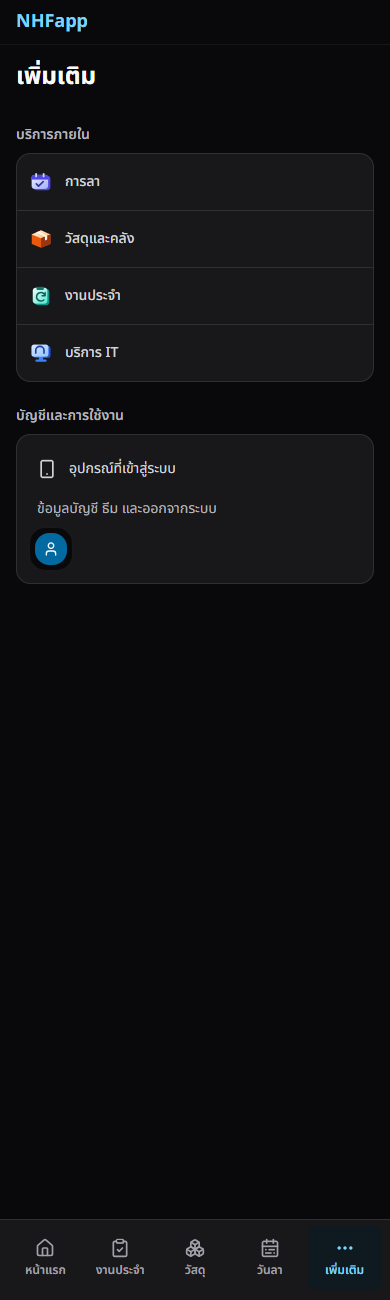 NHFapp
เพิ่มเติม
บริการภายใน
การลา
วัสดุและคลัง
งานประจำ
บริการ IT
บัญชีและการใช้งาน
อุปกรณ์ที่เข้าสู่ระบบ
ข้อมูลบัญชี ธีม และออกจากระบบ
หน้าแรก
งานประจำ
วัสดุ
วันลา
เพิ่มเติม